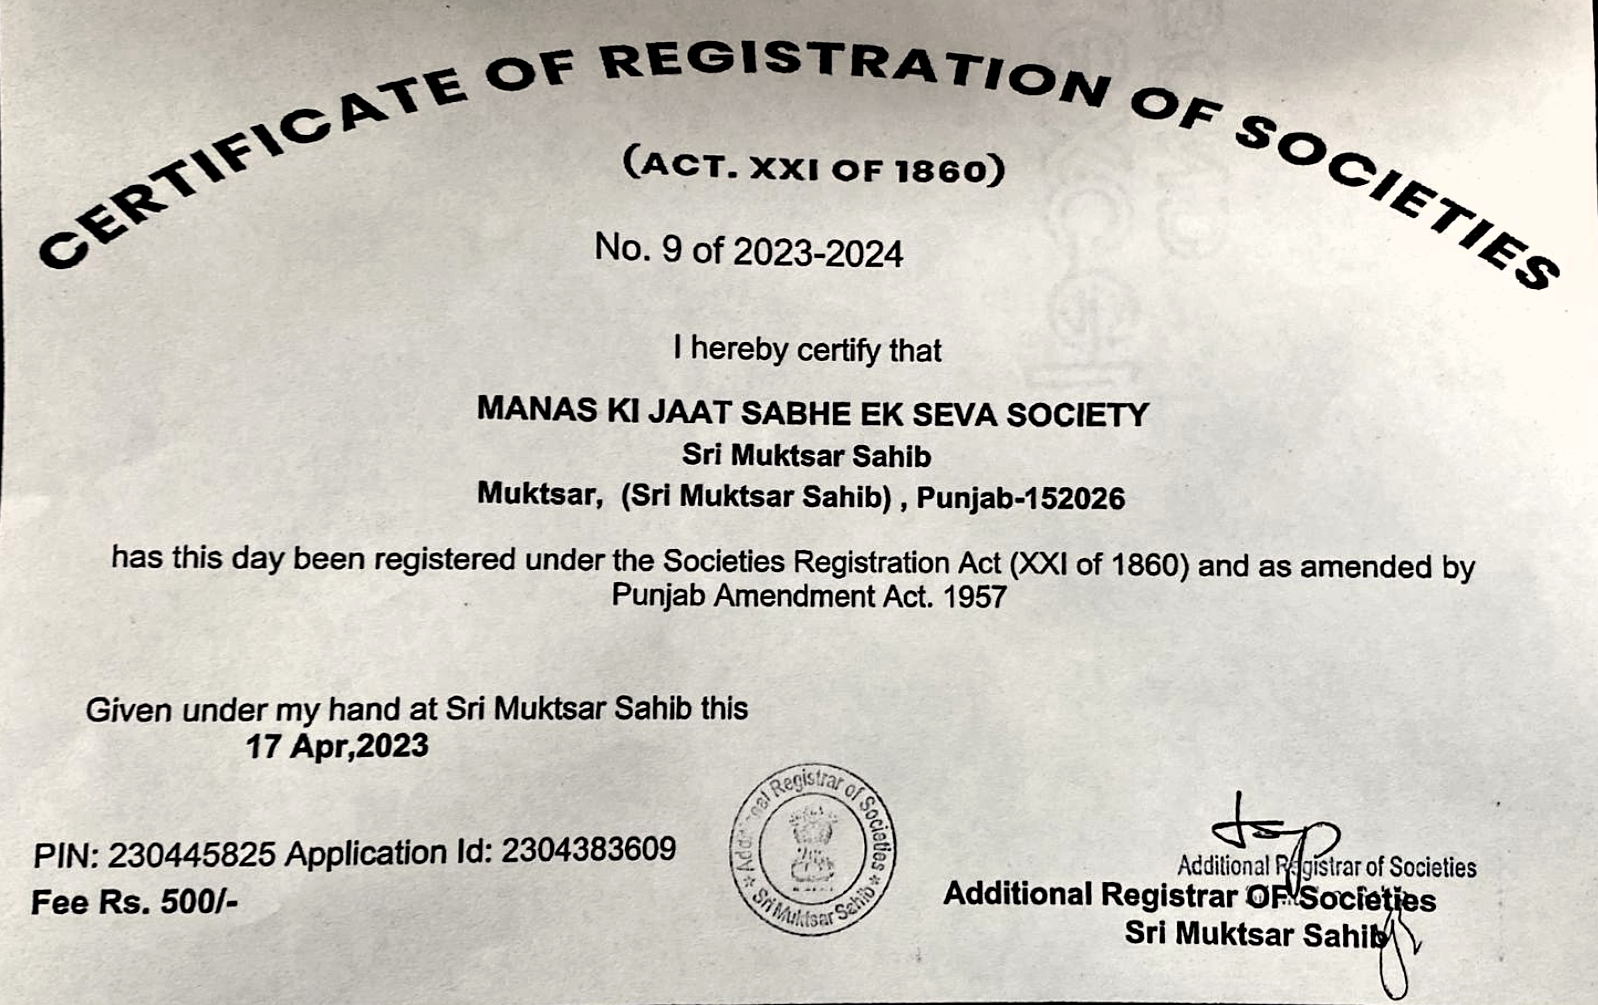 CERTIFICATE OF REGISTRATION OF SOCIETIES
(ACT. XXI OF 1860)
No. 9 of 2023-2024
I hereby certify that
MANAS KI JAAT SABHE EK SEVA SOCIETY
Sri Muktsar Sahib
Muktsar, (Sri Muktsar Sahib) , Punjab-152026
has this day been registered under the Societies Registration Act (XXI of 1860) and as amended by
Punjab Amendment Act. 1957
Given under my hand at Sri Muktsar Sahib this
17 Apr,2023
PIN: 230445825 Application Id: 2304383609
Fee Rs. 500/-
Additional Registrar of Societies
Sri Muktsar Sahib
Additional Registrar of Societies
Additional Registrar OF Societies
Sri Muktsar Sahib